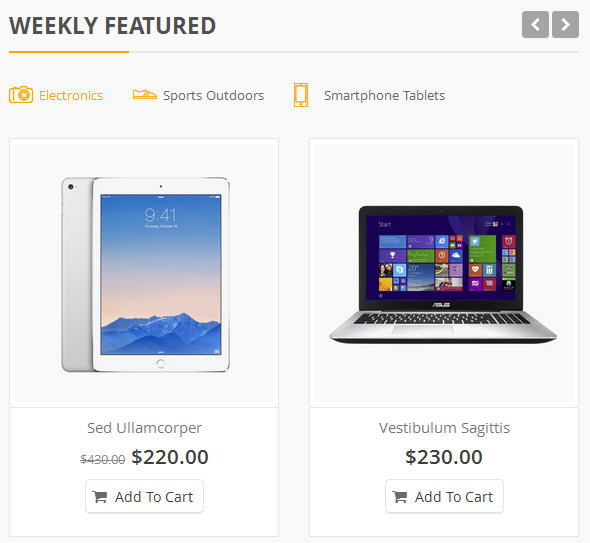 WEEKLY FEATURED
Electronics
Sports Outdoors
Smartphone Tablets
9:41
Start
20°
ASUS
Sed Ullamcorper
$430.00 $220.00
Add To Cart
Vestibulum Sagittis
$230.00
Add To Cart